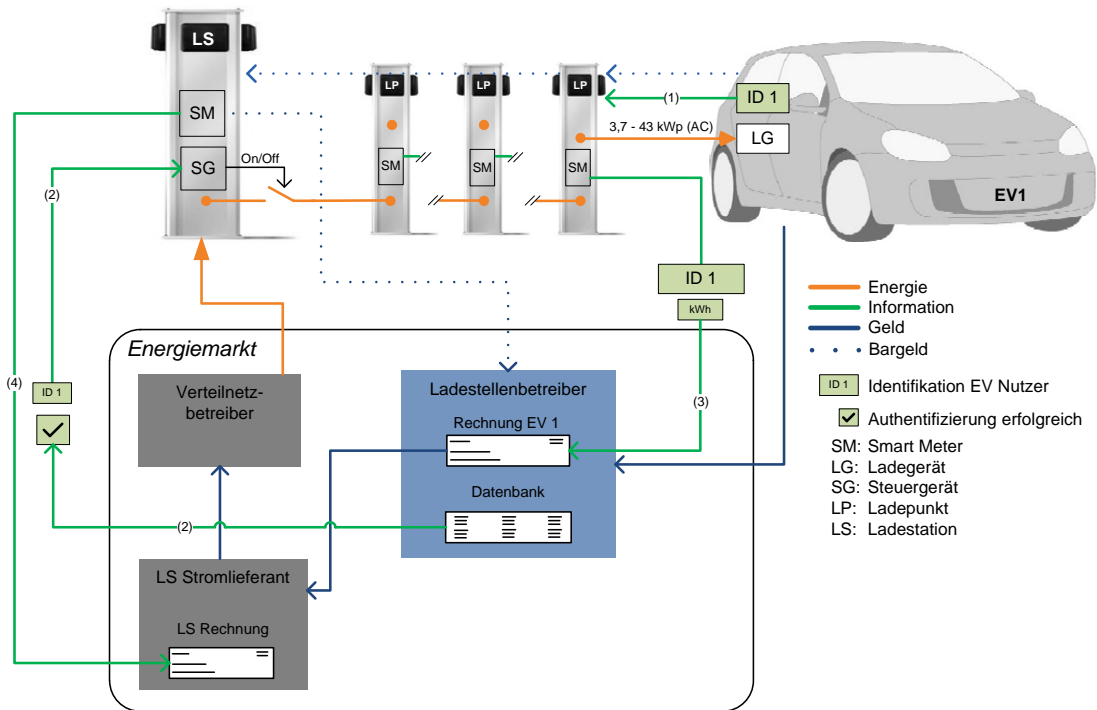 LS
SM
SG
On/Off
LP
LP
LP
SM
SM
SM
(1)
3,7 - 43 kWp (AC)
ID 1
LG
EV1
(2)
(4)
ID 1
ID 1
kWh
(3)
Energiemarkt
Verteilnetz-
betreiber
Ladestellenbetreiber
Rechnung EV 1
Datenbank
(2)
LS Stromlieferant
LS Rechnung
Energie
Information
Geld
Bargeld
ID 1 Identifikation EV Nutzer
Authentifizierung erfolgreich
SM: Smart Meter
LG: Ladegerät
SG: Steuergerät
LP: Ladepunkt
LS: Ladestation